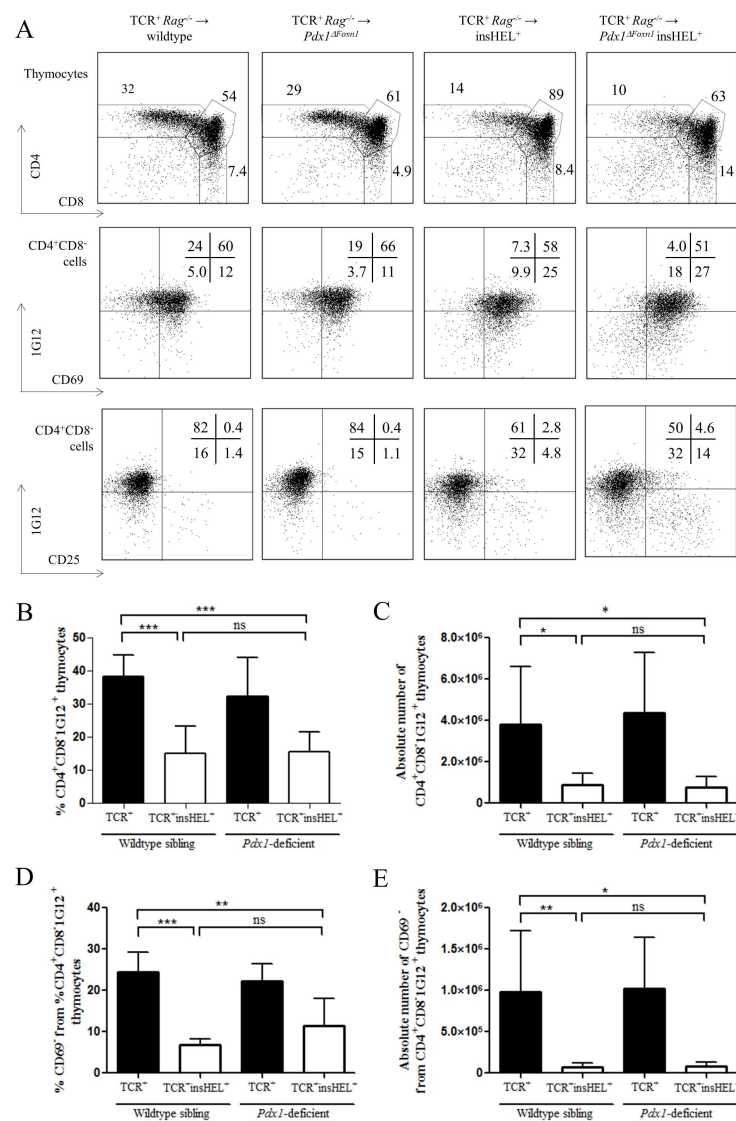 A
TCR⁺ Rag⁻/⁻ →
wildtype
TCR⁺ Rag⁻/⁻ →
Pdx1^ΔFoxn1
TCR⁺ Rag⁻/⁻ →
insHEL⁺
TCR⁺ Rag⁻/⁻ →
Pdx1^ΔFoxn1 insHEL⁺
Thymocytes
32 54 7.4
29 61 4.9
14 89 8.4
10 63 14
CD4
CD8
CD4⁺CD8⁻
cells
24 60
5.0 12
19 66
3.7 11
7.3 58
9.9 25
4.0 51
18 27
1G12
CD69
CD4⁺CD8⁻
cells
82 0.4
16 1.4
84 0.4
15 1.1
61 2.8
32 4.8
50 4.6
32 14
1G12
CD25
B
% CD4⁺CD8⁻1G12⁺ thymocytes
50
40
30
20
10
0
***
***
ns
TCR⁺ TCR⁺insHEL⁺ TCR⁺ TCR⁺insHEL⁺
Wildtype sibling Pdx1-deficient
C
Absolute number of
CD4⁺CD8⁻1G12⁺ thymocytes
8.0×10⁶
6.0×10⁶
4.0×10⁶
2.0×10⁶
0
*
*
ns
TCR⁺ TCR⁺insHEL⁺ TCR⁺ TCR⁺insHEL⁺
Wildtype sibling Pdx1-deficient
D
% CD69⁻ from %CD4⁺CD8⁻1G12⁺
thymocytes
40
30
20
10
0
**
***
ns
TCR⁺ TCR⁺insHEL⁺ TCR⁺ TCR⁺insHEL⁺
Wildtype sibling Pdx1-deficient
E
Absolute number of CD69⁻
from CD4⁺CD8⁻1G12⁺ thymocytes
2.0×10⁶
1.5×10⁶
1.0×10⁶
5.0×10⁵
0
*
**
ns
TCR⁺ TCR⁺insHEL⁺ TCR⁺ TCR⁺insHEL⁺
Wildtype sibling Pdx1-deficient